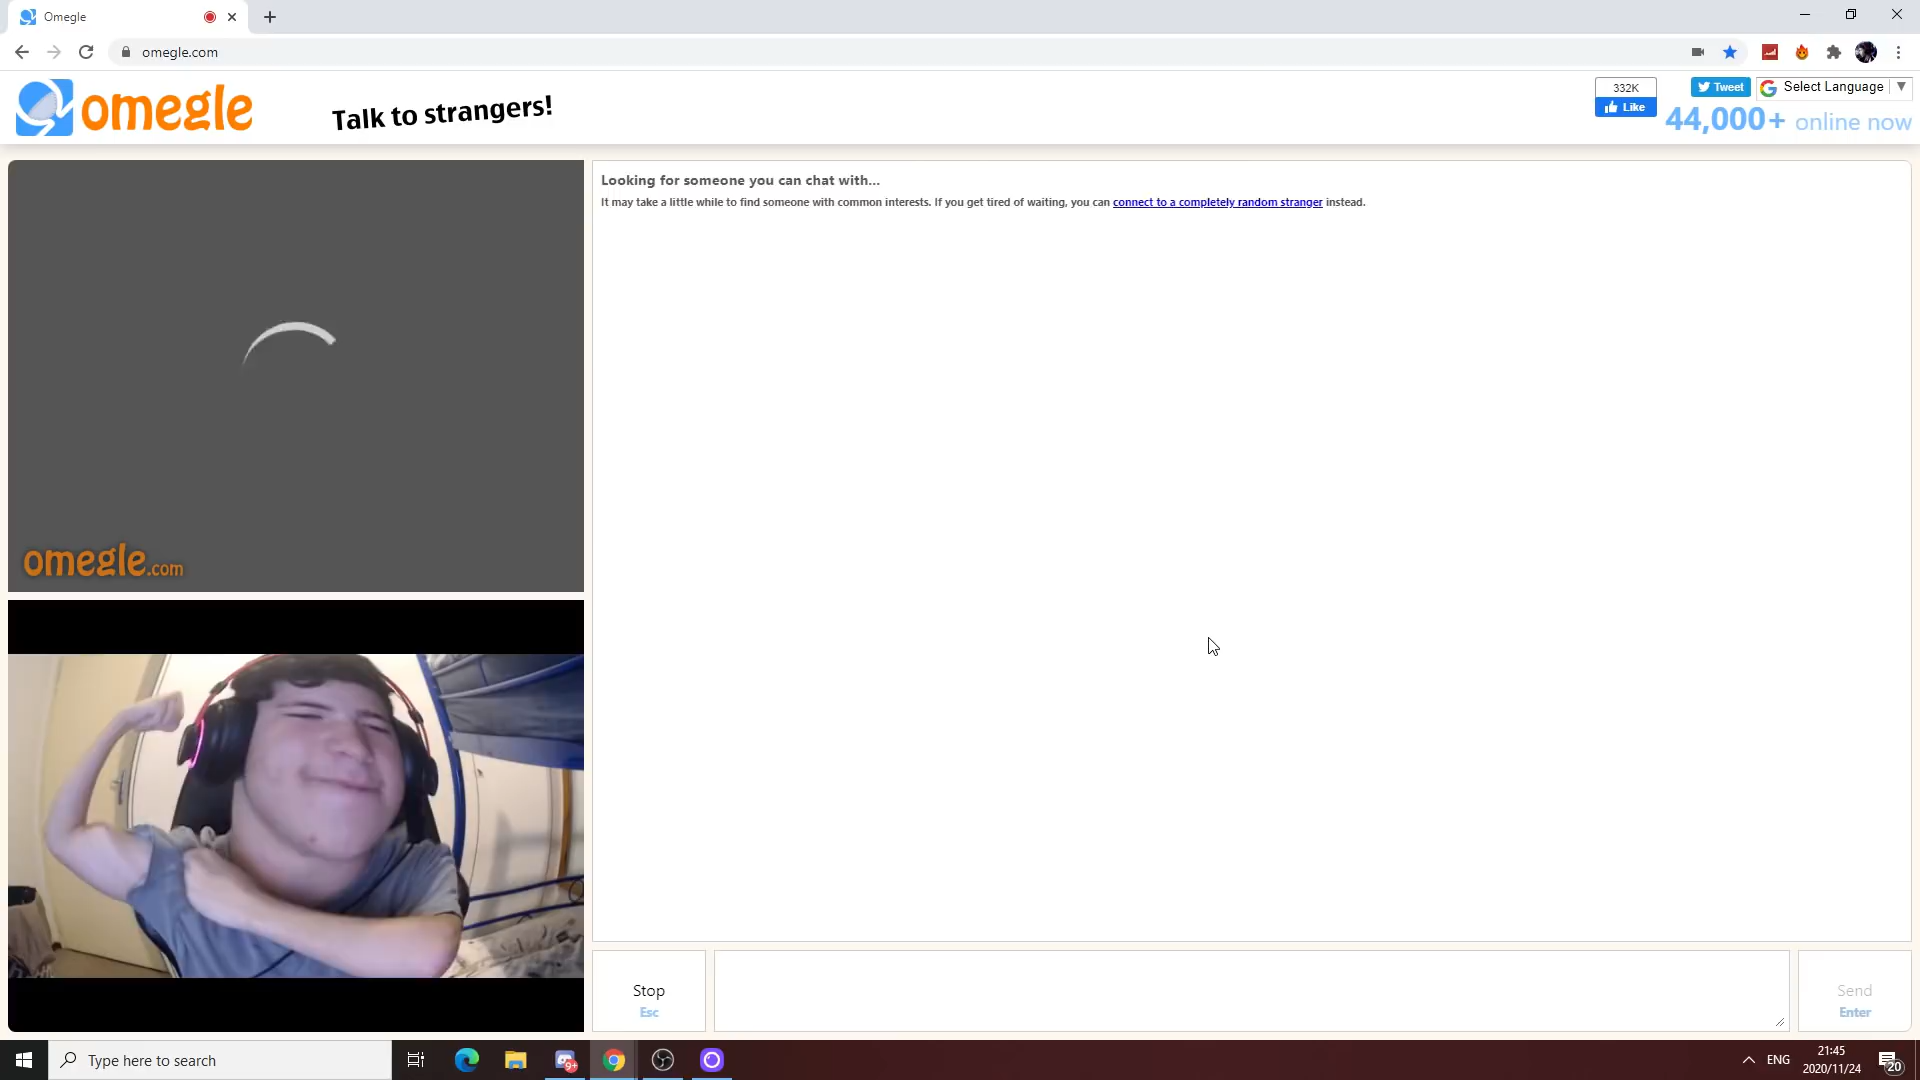 Omegle
omegle.com
omegle
Talk to strangers!
332K
Like
Tweet
Select Language
44,000+ online now
Looking for someone you can chat with...
It may take a little while to find someone with common interests. If you get tired of waiting, you can connect to a completely random stranger instead.
omegle.com
Stop
Esc
Send
Enter
Type here to search
9+
ENG
21:45
2020/11/24
20